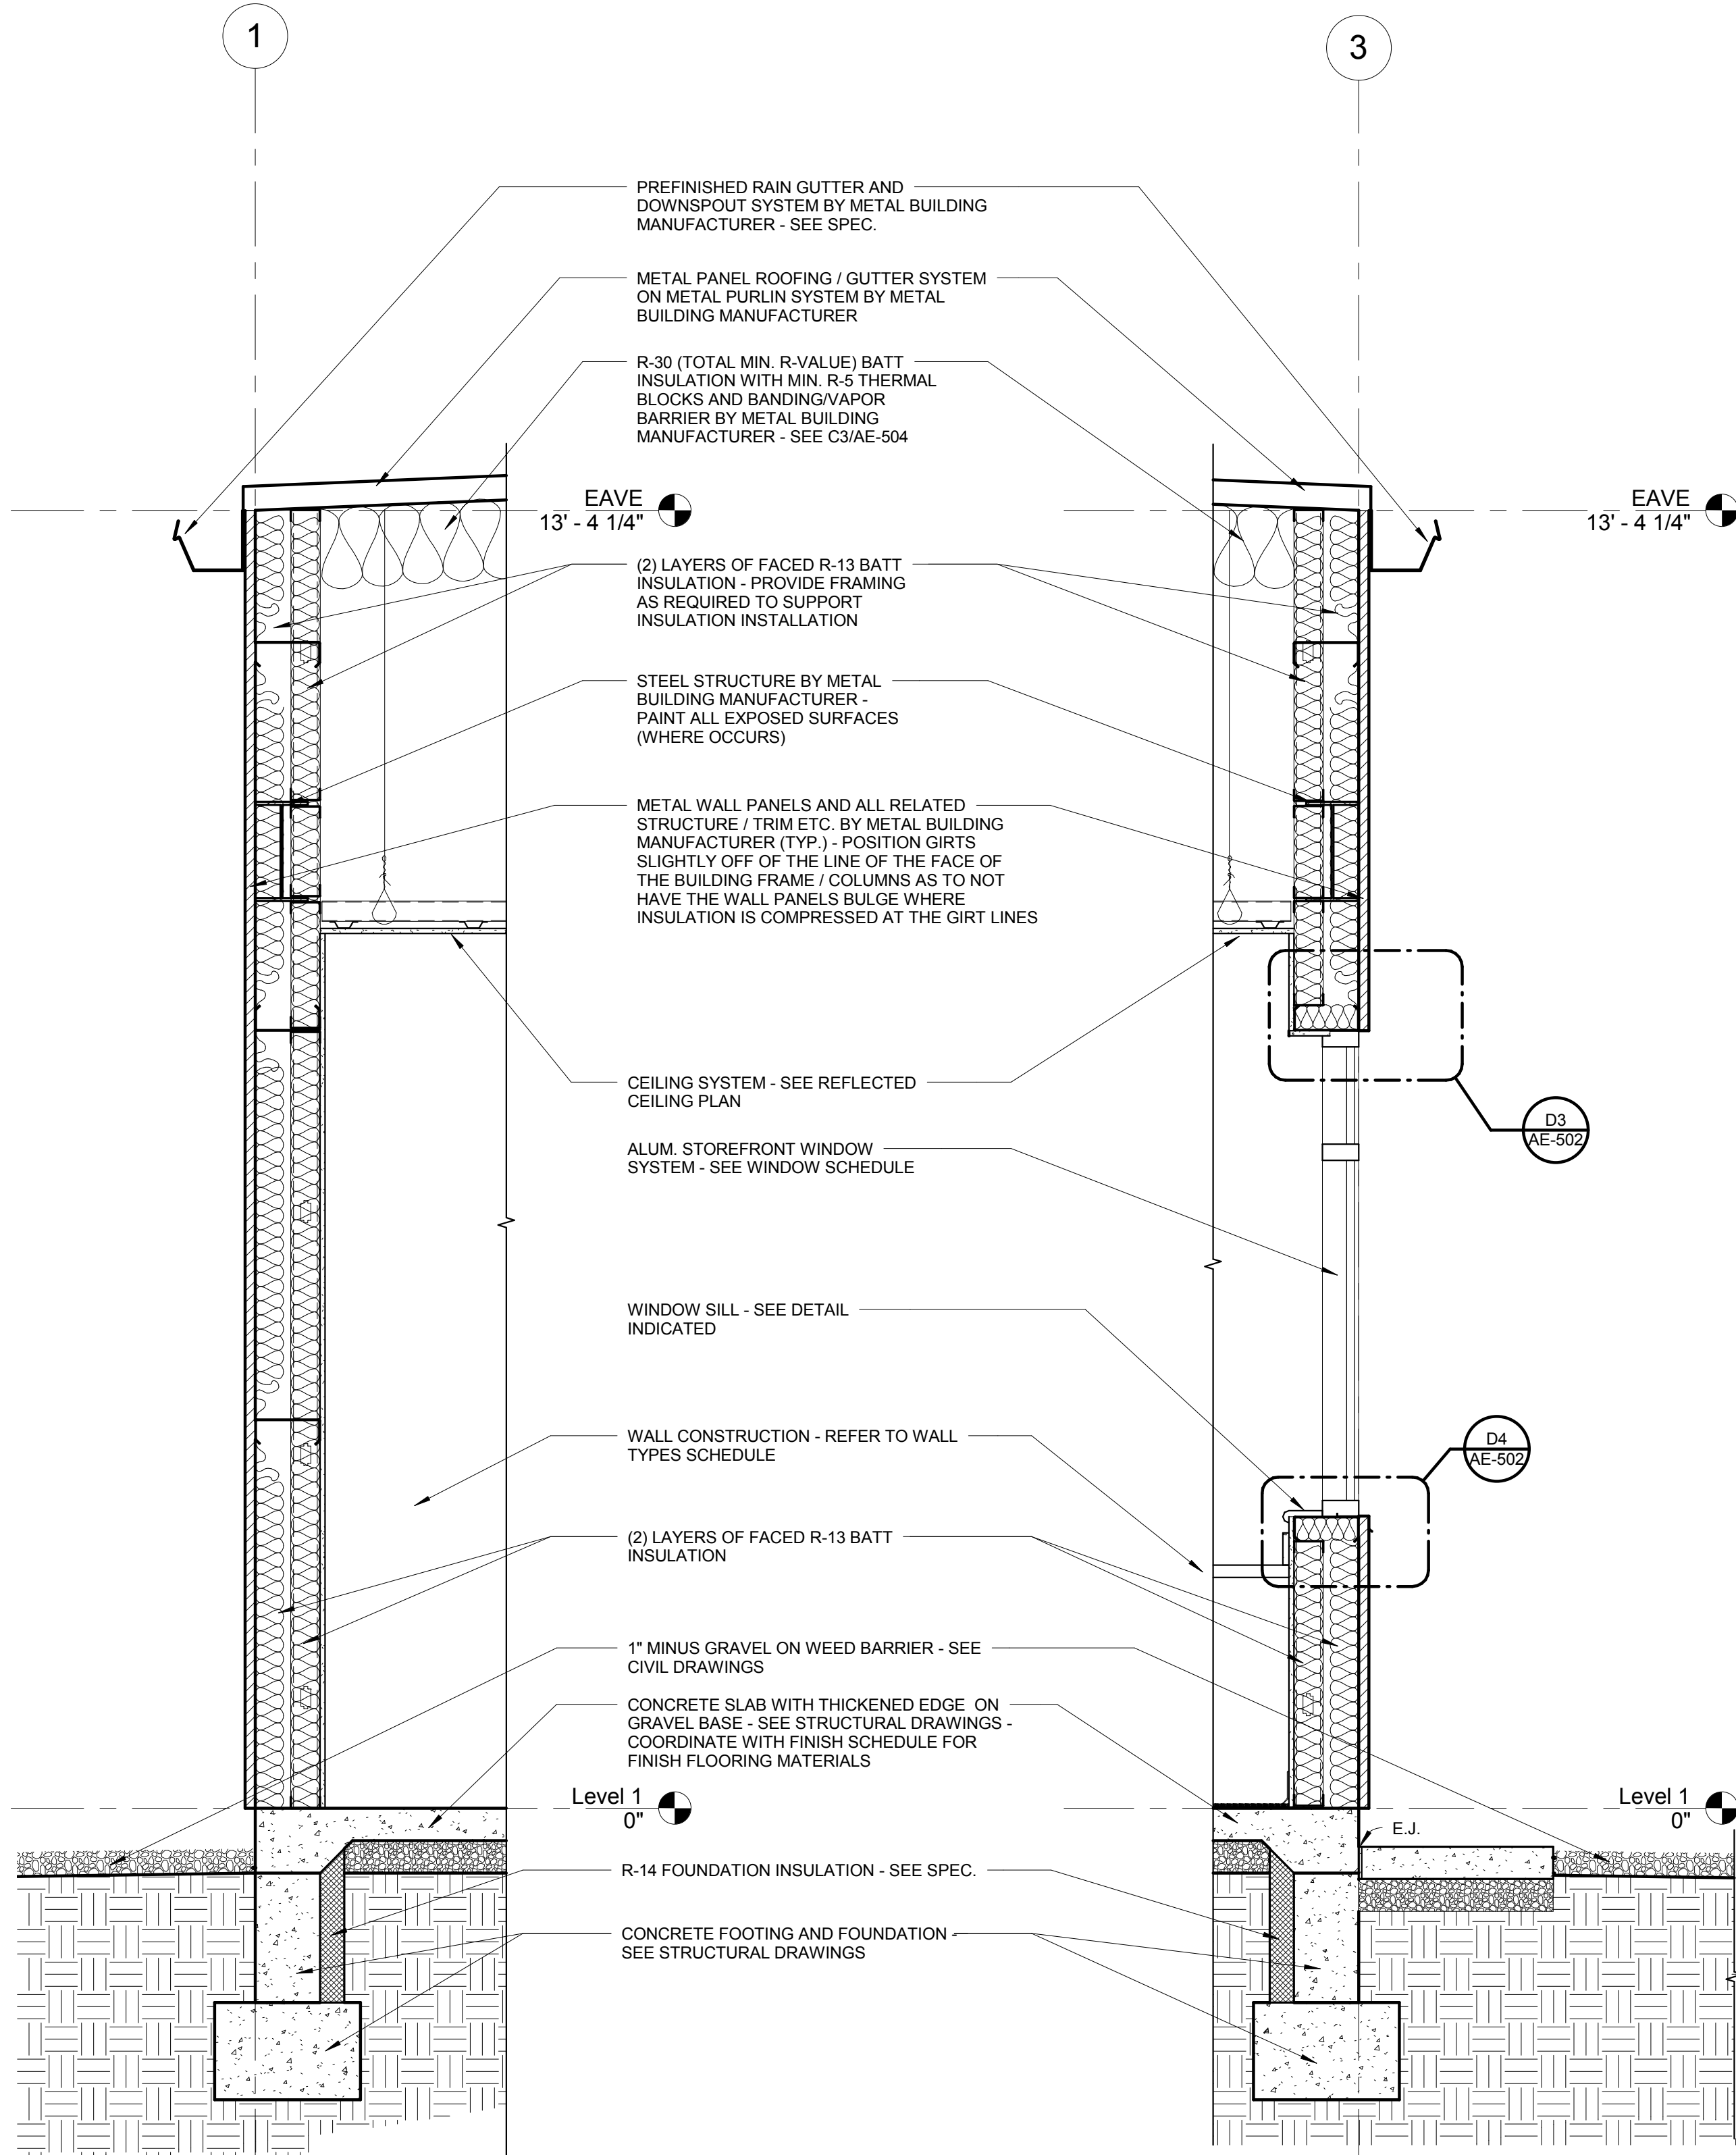 1
3
PREFINISHED RAIN GUTTER AND
DOWNSPOUT SYSTEM BY METAL BUILDING
MANUFACTURER - SEE SPEC.
METAL PANEL ROOFING / GUTTER SYSTEM
ON METAL PURLIN SYSTEM BY METAL
BUILDING MANUFACTURER
R-30 (TOTAL MIN. R-VALUE) BATT
INSULATION WITH MIN. R-5 THERMAL
BLOCKS AND BANDING/VAPOR
BARRIER BY METAL BUILDING
MANUFACTURER - SEE C3/AE-504
EAVE
13' - 4 1/4"
EAVE
13' - 4 1/4"
(2) LAYERS OF FACED R-13 BATT
INSULATION - PROVIDE FRAMING
AS REQUIRED TO SUPPORT
INSULATION INSTALLATION
STEEL STRUCTURE BY METAL
BUILDING MANUFACTURER -
PAINT ALL EXPOSED SURFACES
(WHERE OCCURS)
METAL WALL PANELS AND ALL RELATED
STRUCTURE / TRIM ETC. BY METAL BUILDING
MANUFACTURER (TYP.) - POSITION GIRTS
SLIGHTLY OFF OF THE LINE OF THE FACE OF
THE BUILDING FRAME / COLUMNS AS TO NOT
HAVE THE WALL PANELS BULGE WHERE
INSULATION IS COMPRESSED AT THE GIRT LINES
CEILING SYSTEM - SEE REFLECTED
CEILING PLAN
D3
AE-502
ALUM. STOREFRONT WINDOW
SYSTEM - SEE WINDOW SCHEDULE
WINDOW SILL - SEE DETAIL
INDICATED
WALL CONSTRUCTION - REFER TO WALL
TYPES SCHEDULE
D4
AE-502
(2) LAYERS OF FACED R-13 BATT
INSULATION
1" MINUS GRAVEL ON WEED BARRIER - SEE
CIVIL DRAWINGS
CONCRETE SLAB WITH THICKENED EDGE ON
GRAVEL BASE - SEE STRUCTURAL DRAWINGS -
COORDINATE WITH FINISH SCHEDULE FOR
FINISH FLOORING MATERIALS
Level 1
0"
Level 1
0"
E.J.
R-14 FOUNDATION INSULATION - SEE SPEC.
CONCRETE FOOTING AND FOUNDATION -
SEE STRUCTURAL DRAWINGS